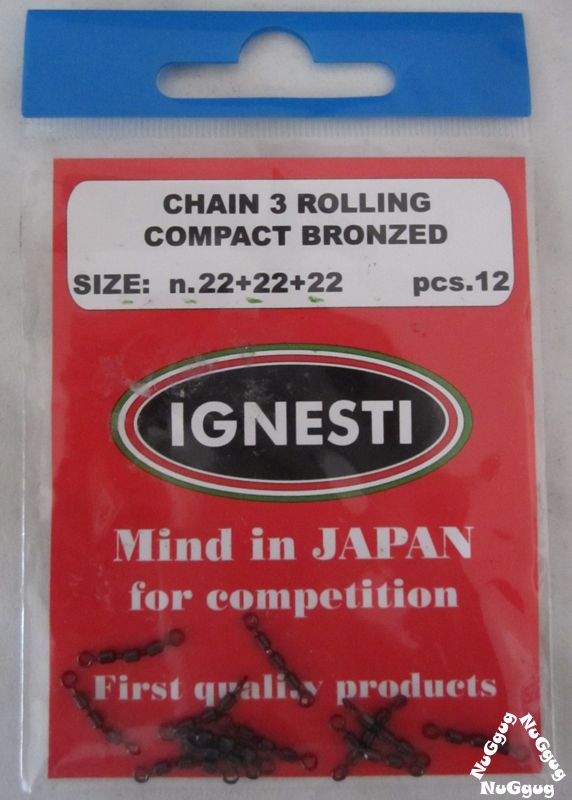 CHAIN 3 ROLLING
COMPACT BRONZED
SIZE: n.22+22+22 pcs.12
IGNESTI
Mind in JAPAN
for competition
First quality products
NuGgug NuGgug
NuGgug